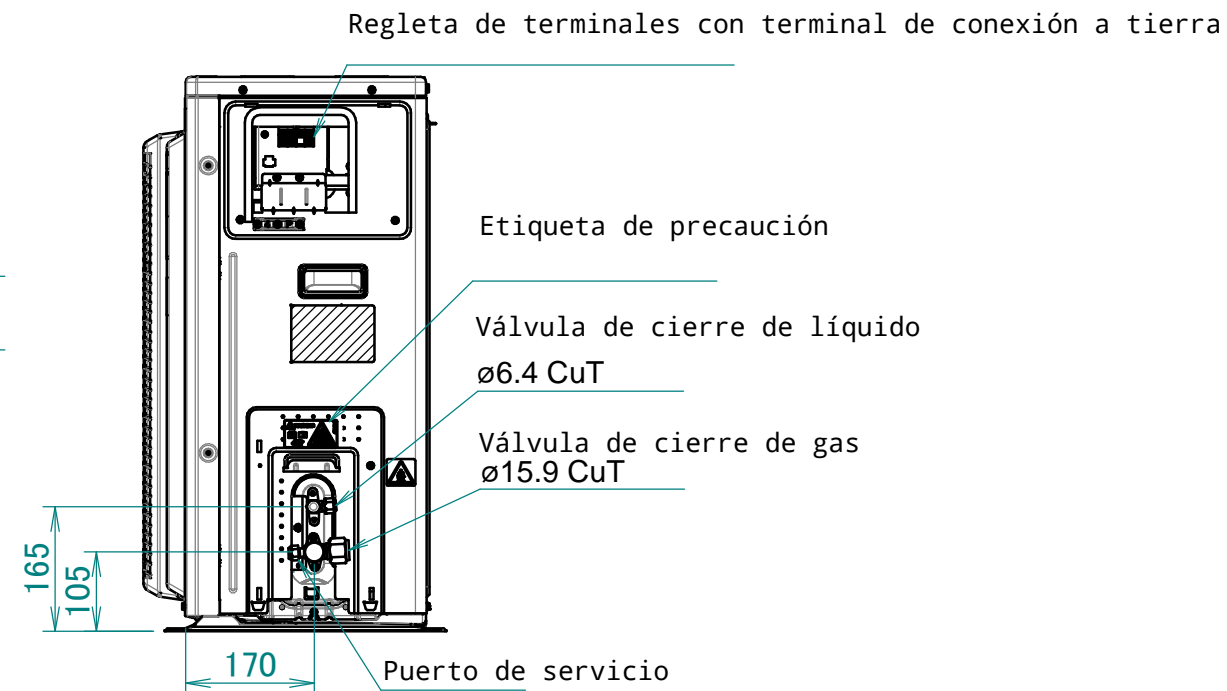 Regleta de terminales con terminal de conexión a tierra
Etiqueta de precaución
Válvula de cierre de líquido
ø6.4 CuT
Válvula de cierre de gas
ø15.9 CuT
165
105
170
Puerto de servicio